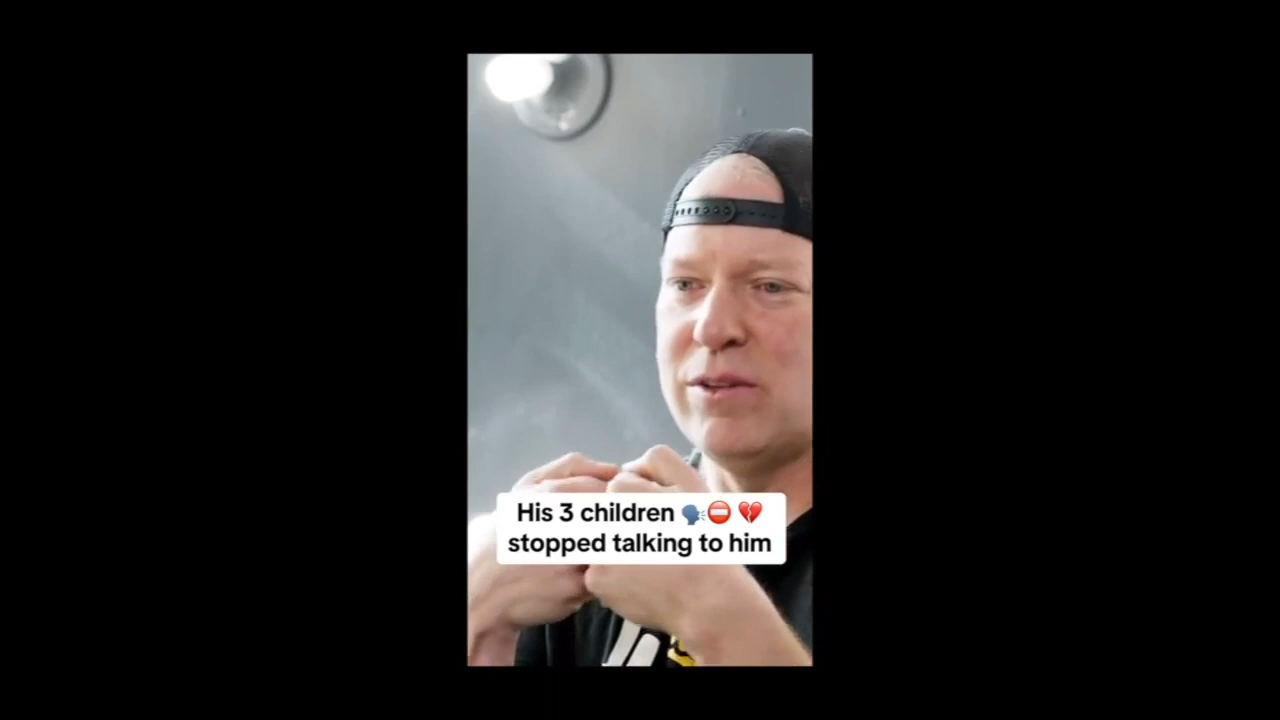 His 3 children 🗣️⛔ 💔
stopped talking to him